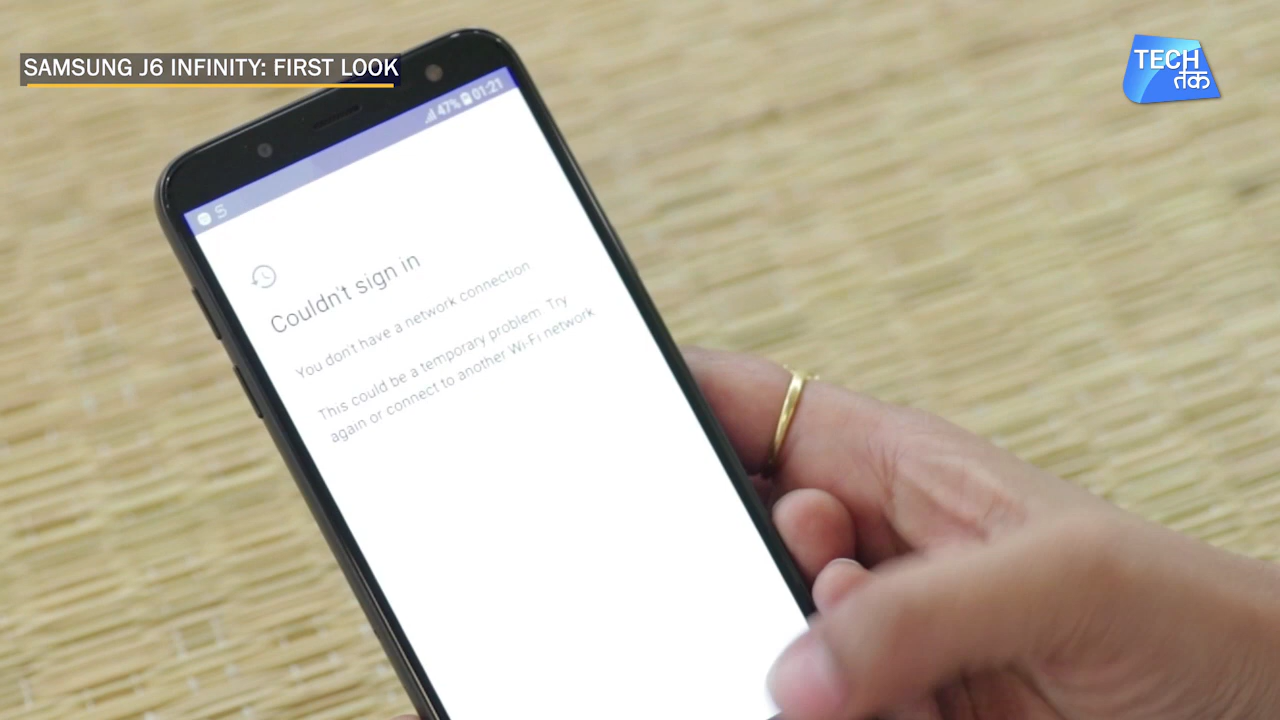 SAMSUNG J6 INFINITY: FIRST LOOK
TECH
तक
47% 01:21
S
Couldn't sign in
You don't have a network connection
This could be a temporary problem. Try
again or connect to another Wi-Fi network